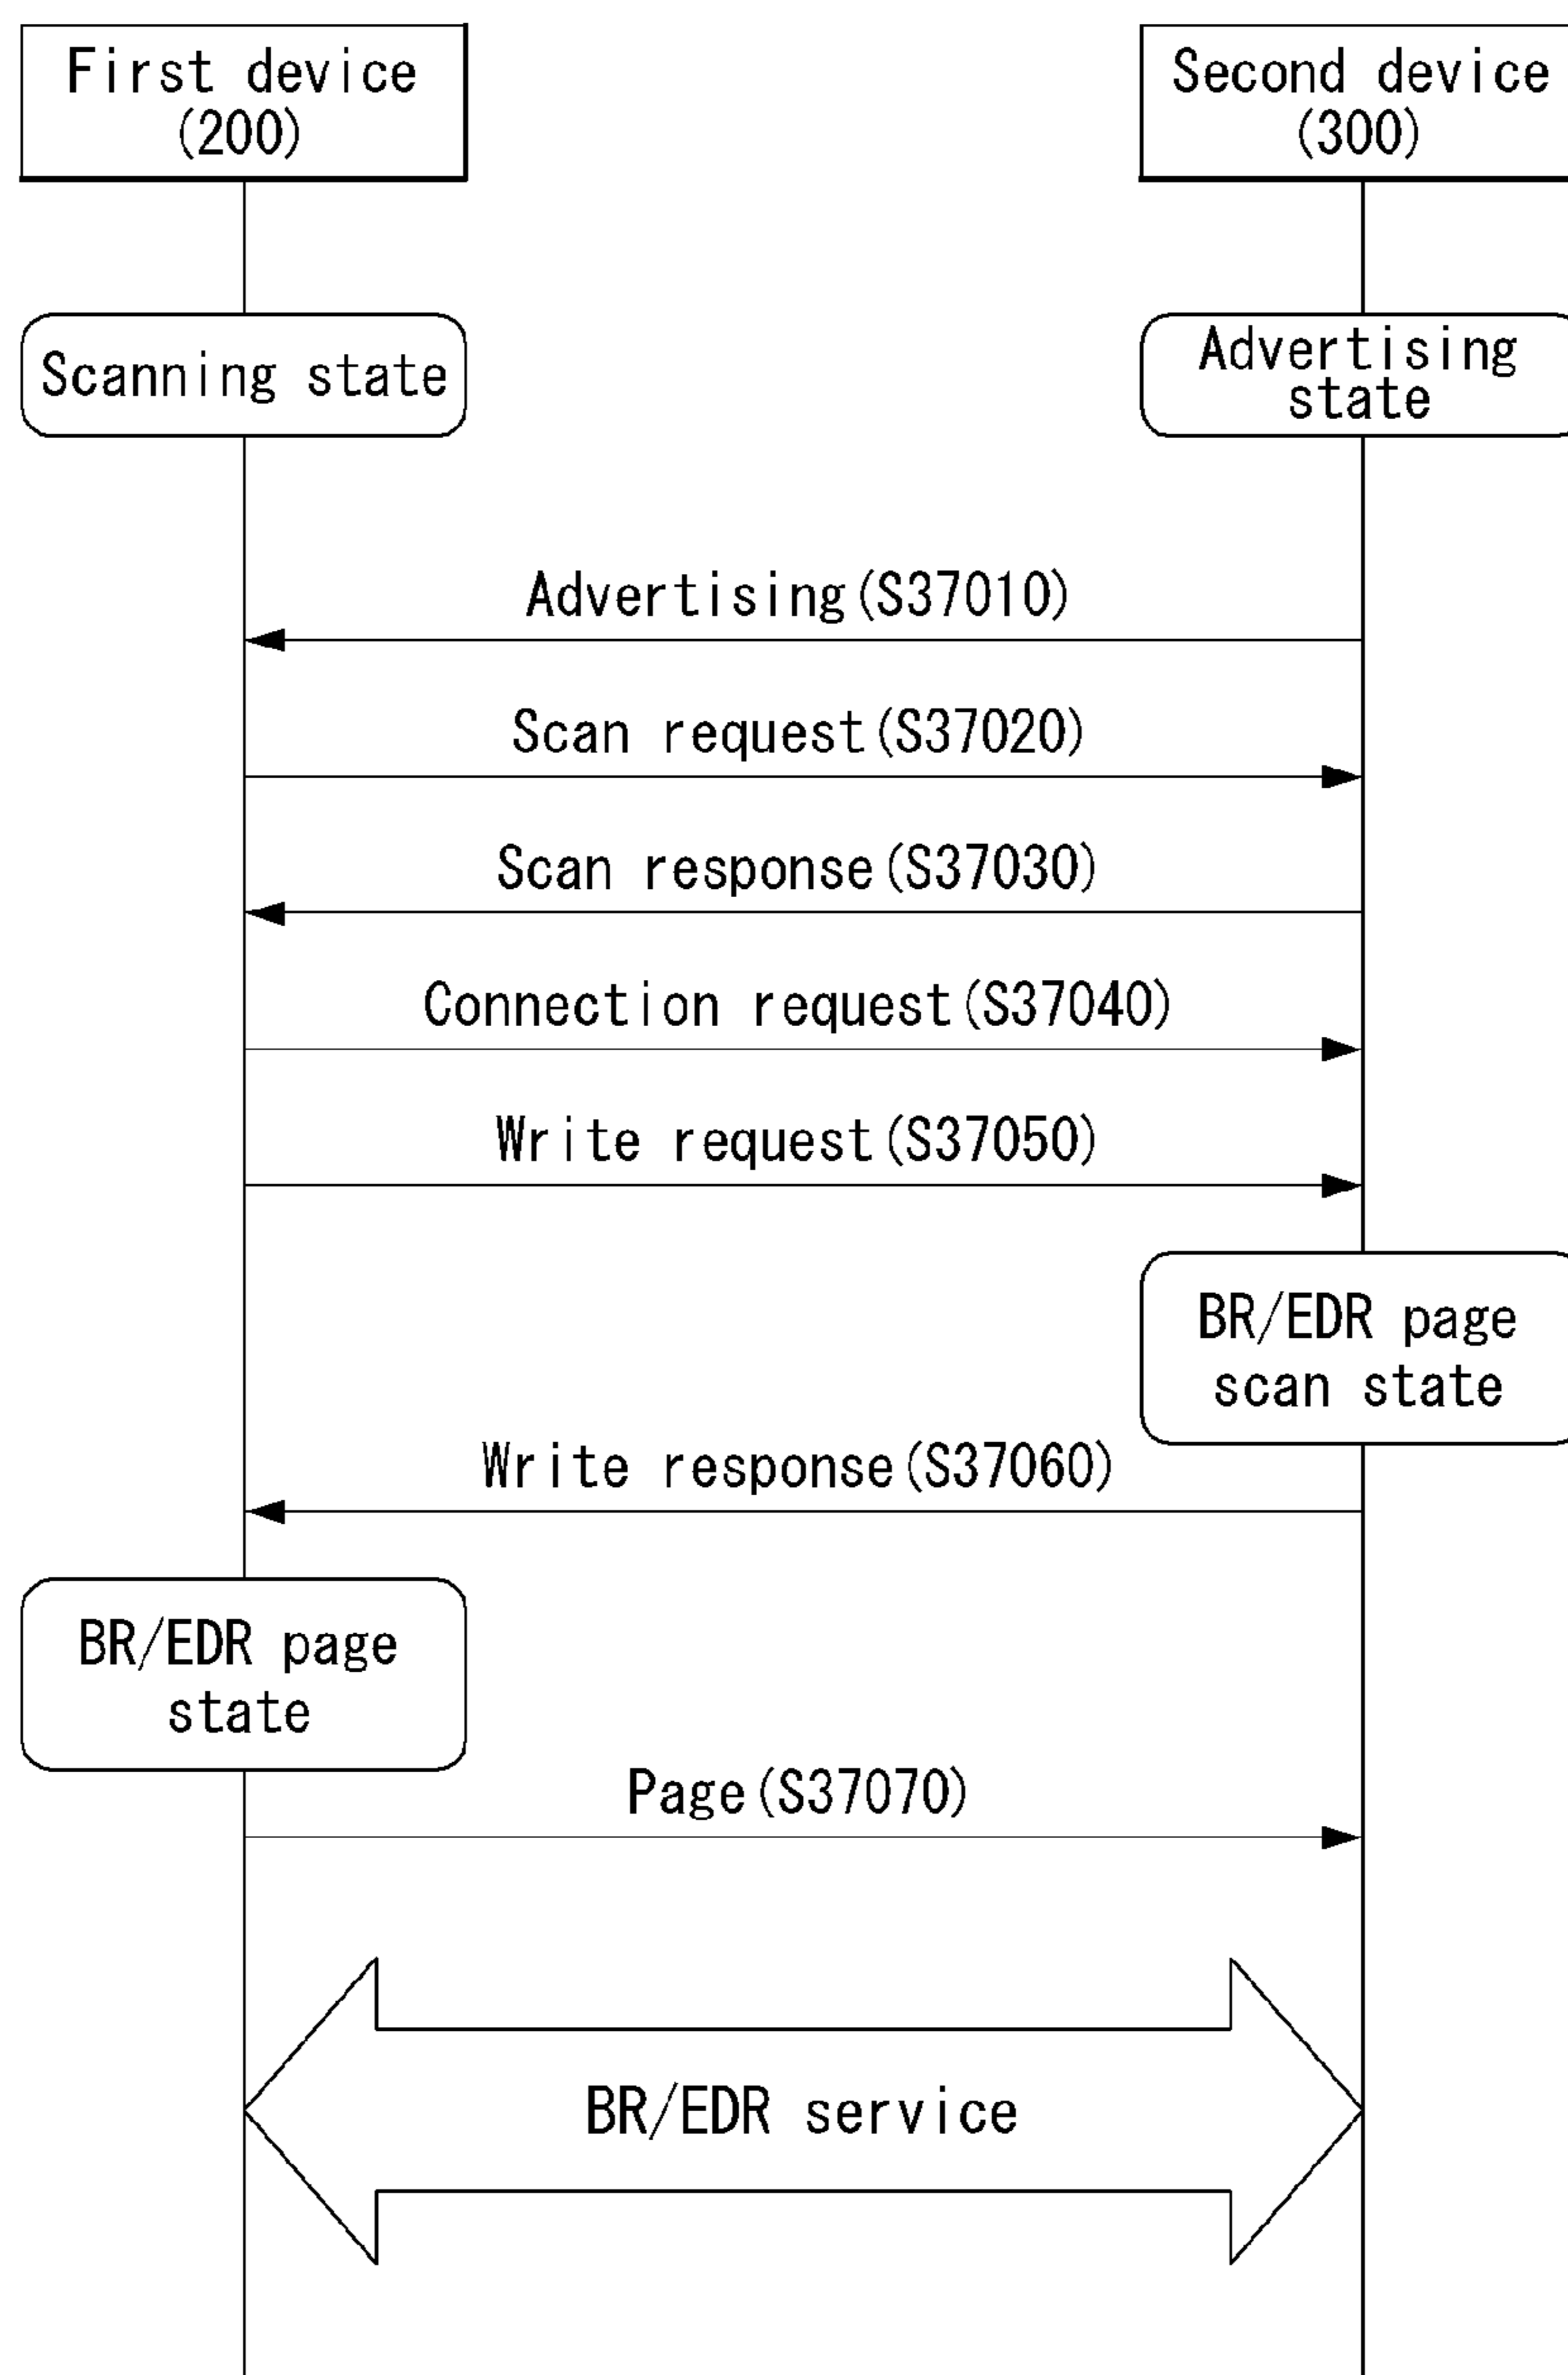 First device
(200)
Second device
(300)
Scanning state
Advertising
state
Advertising(S37010)
Scan request(S37020)
Scan response(S37030)
Connection request(S37040)
Write request(S37050)
BR/EDR page
scan state
Write response(S37060)
BR/EDR page
state
Page(S37070)
BR/EDR service